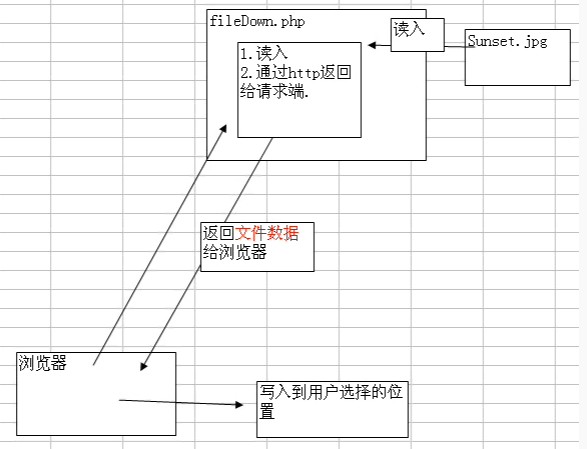 fileDown.php
读入
Sunset.jpg
1.读入
2.通过http返回
给请求端.
返回文件数据
给浏览器
浏览器
写入到用户选择的位
置